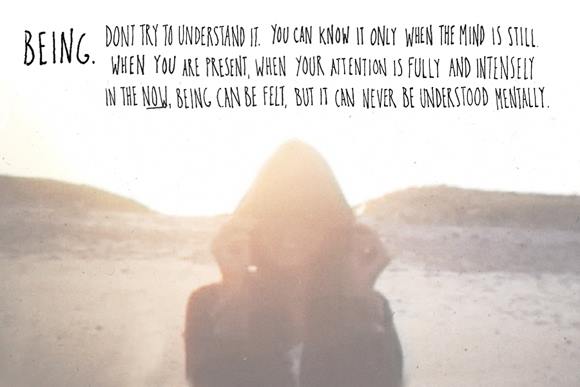 BEING. DONT TRY TO UNDERSTAND IT. YOU CAN KNOW IT ONLY WHEN THE MIND IS STILL.
WHEN YOU ARE PRESENT, WHEN YOUR ATTENTION IS FULLY AND INTENSELY
IN THE NOW, BEING CAN BE FELT, BUT IT CAN NEVER BE UNDERSTOOD MENTALLY.